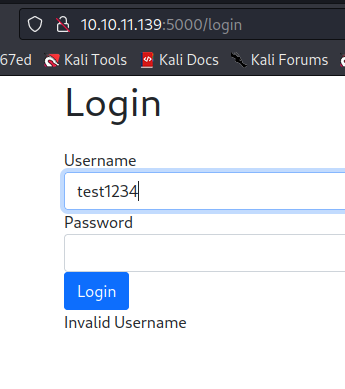 10.10.11.139:5000/login
67ed Kali Tools Kali Docs Kali Forums
Login
Username
test1234
Password
Login
Invalid Username